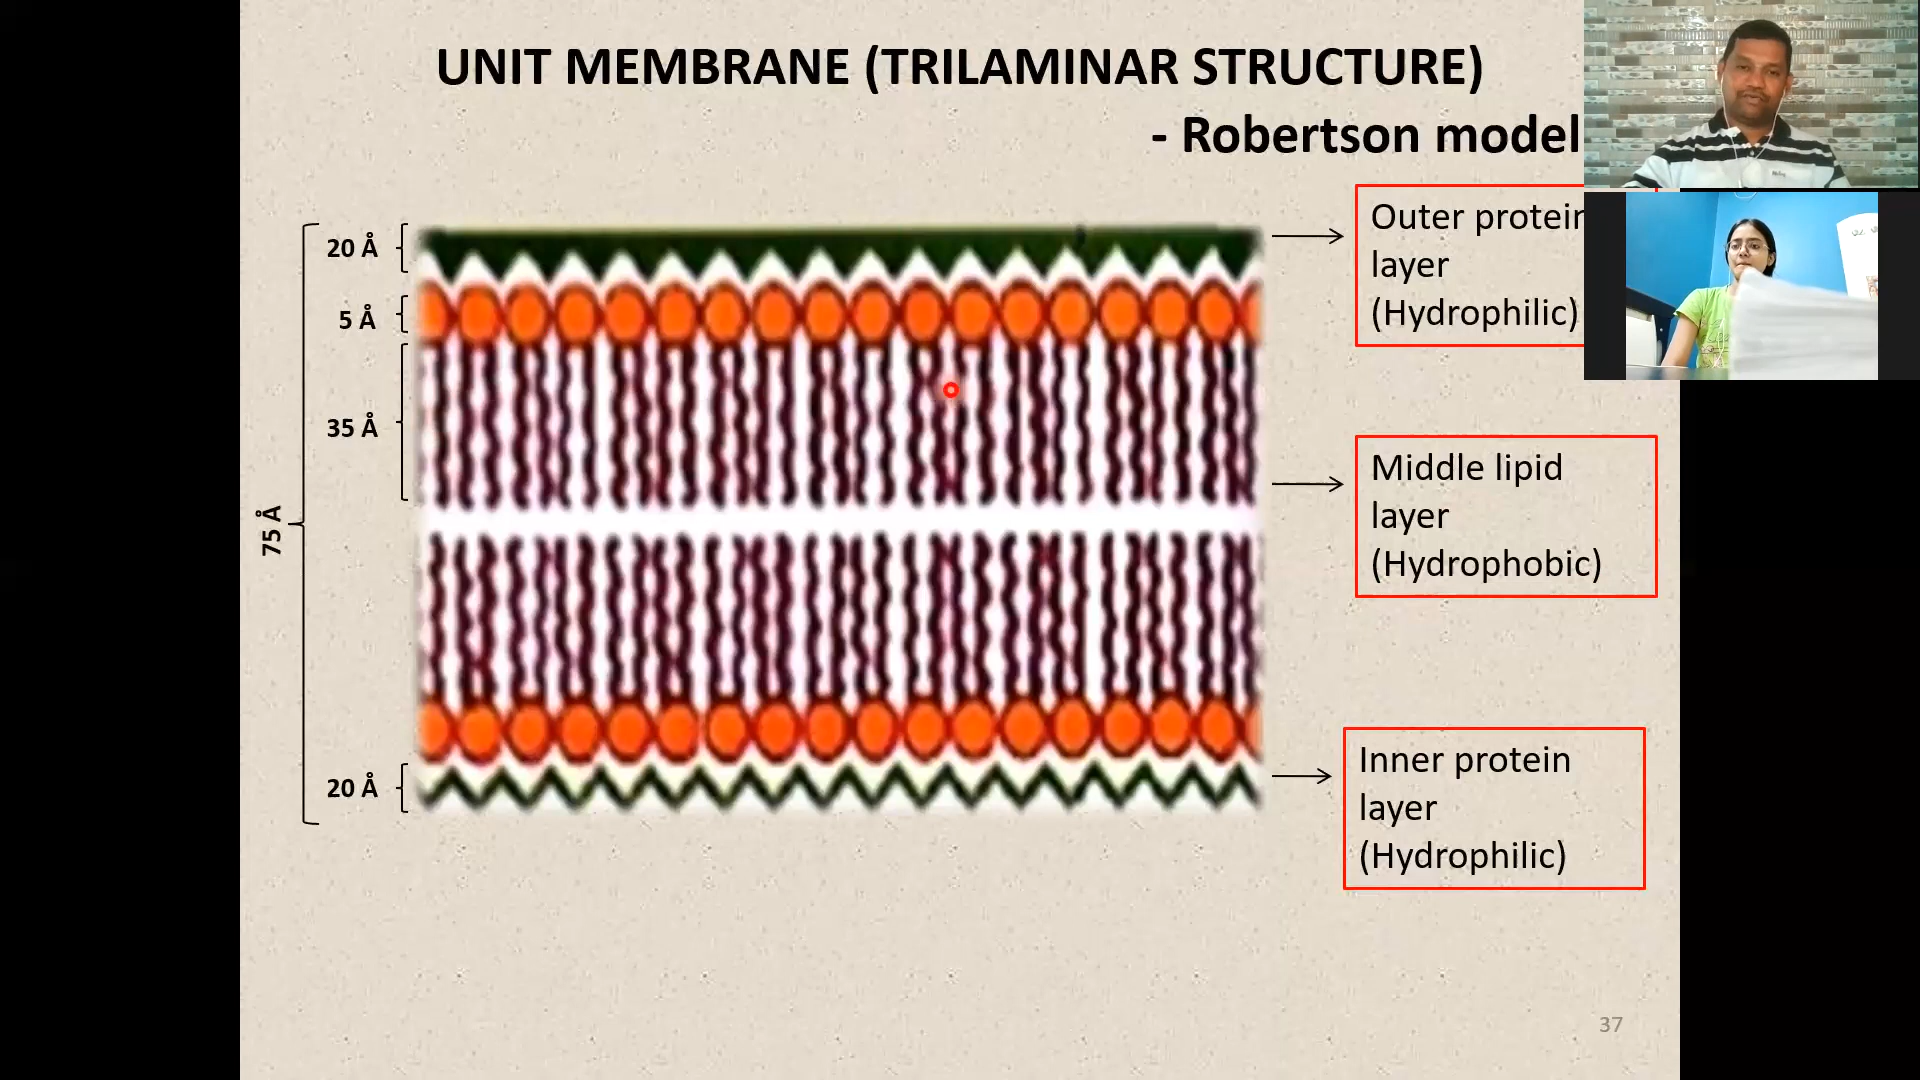 UNIT MEMBRANE (TRILAMINAR STRUCTURE)
- Robertson model
20 Å
5 Å
35 Å
75 Å
20 Å
Outer protein
layer
(Hydrophilic)
Middle lipid
layer
(Hydrophobic)
Inner protein
layer
(Hydrophilic)
37